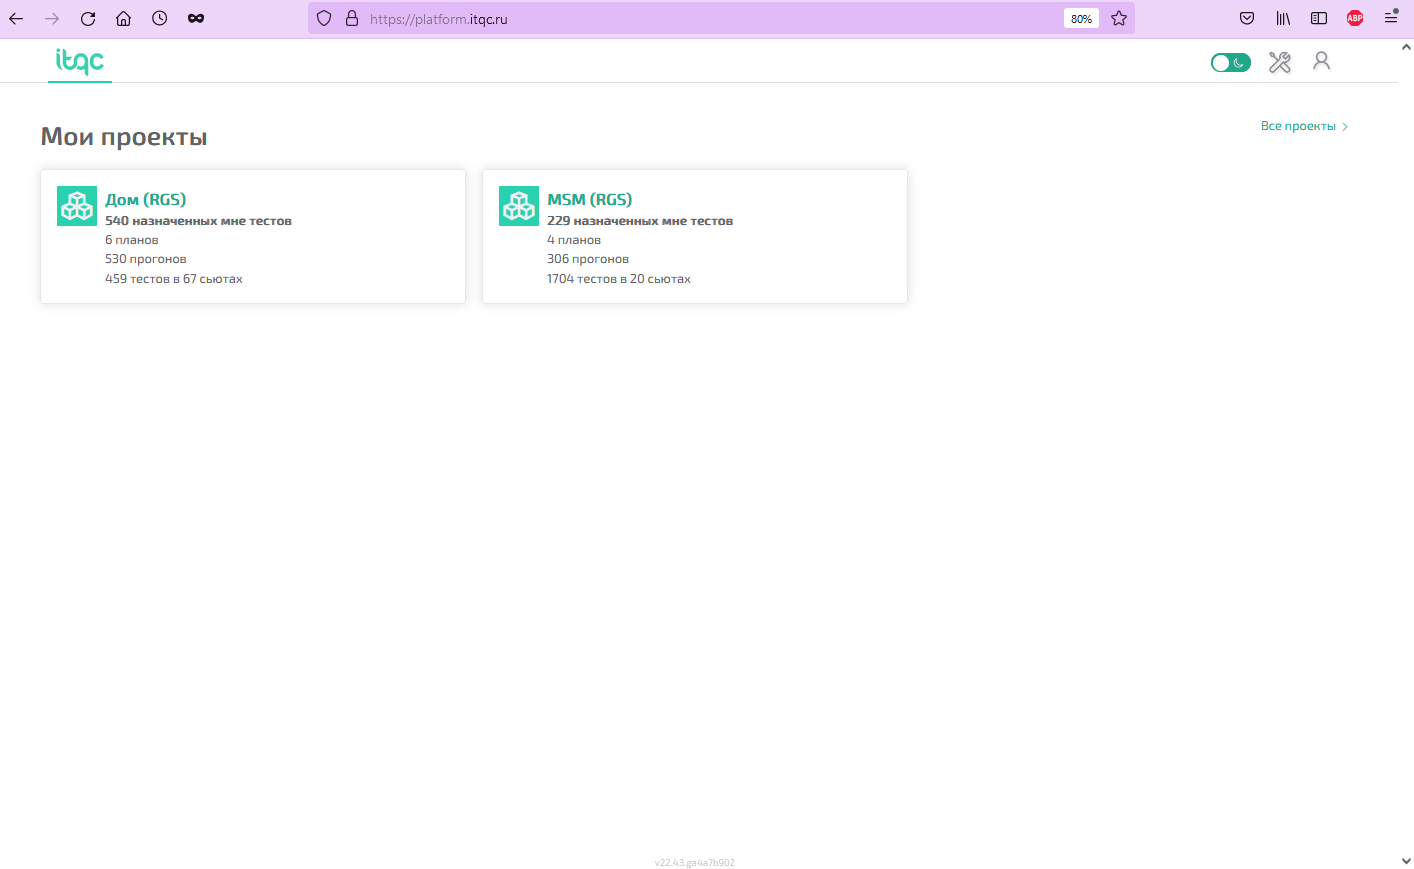 https://platform.itqc.ru
80%
ABP
itqc
Мои проекты
Все проекты
Дом (RGS)
540 назначенных мне тестов
6 планов
530 прогонов
459 тестов в 67 сьютах
MSM (RGS)
229 назначенных мне тестов
4 планов
306 прогонов
1704 тестов в 20 сьютах
v22.43.ga4a7b902